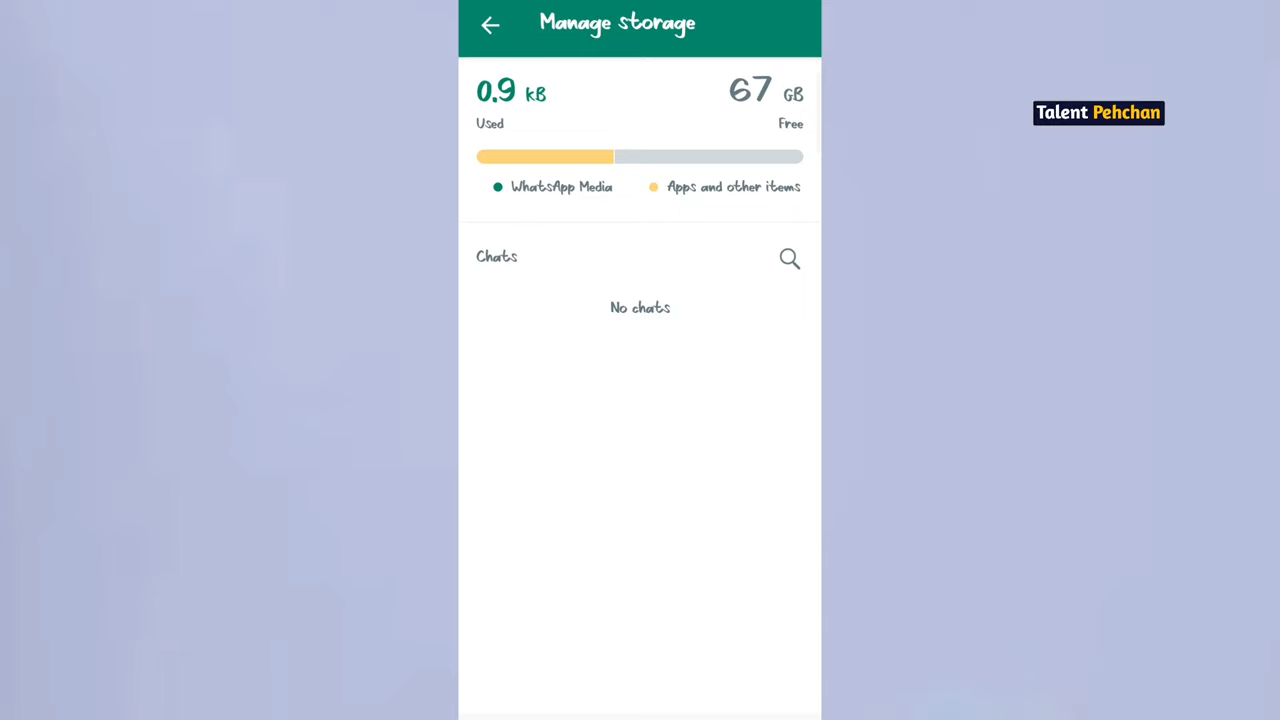 Manage storage
0.9 kB
67 GB
Used
Free
WhatsApp Media
Apps and other items
Chats
No chats
Talent Pehchan